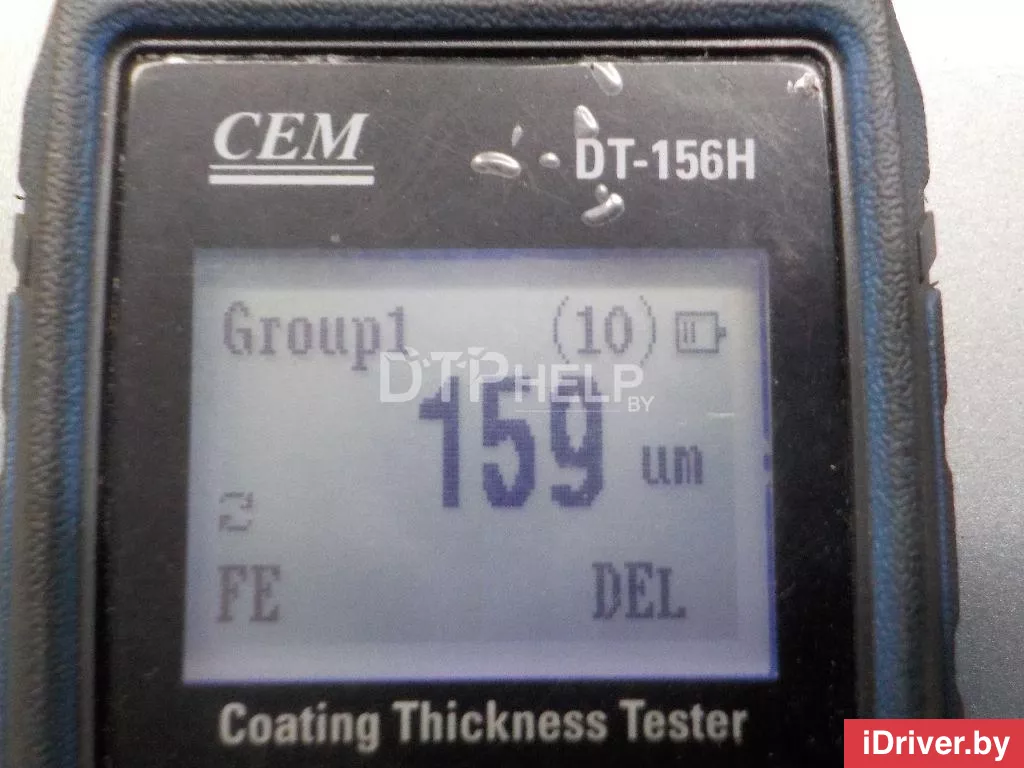 CEM
DT-156H
Group1 (10)
DTPHELP
BY
159 um
FE DEL
Coating Thickness Tester
iDriver.by